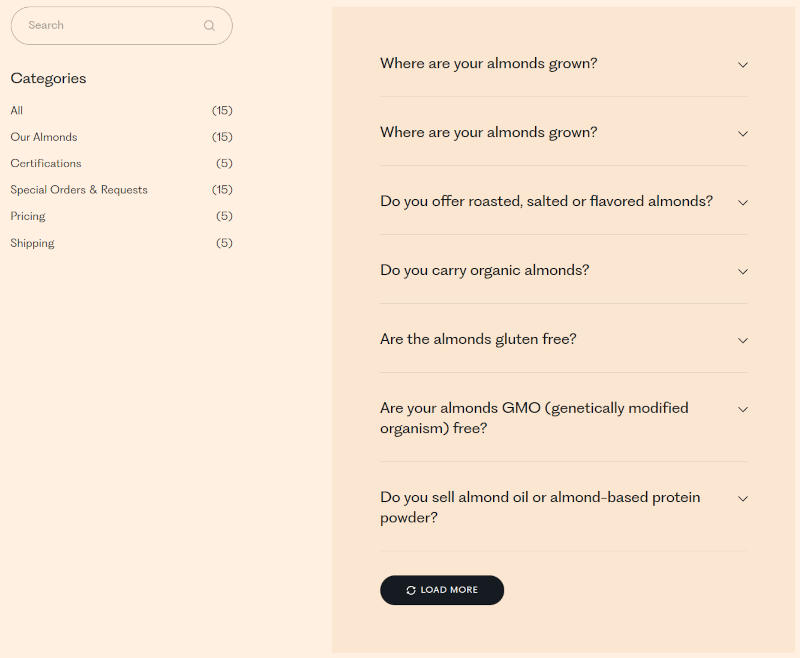 Search
Categories
All (15)
Our Almonds (15)
Certifications (5)
Special Orders & Requests (15)
Pricing (5)
Shipping (5)
Where are your almonds grown?
Where are your almonds grown?
Do you offer roasted, salted or flavored almonds?
Do you carry organic almonds?
Are the almonds gluten free?
Are your almonds GMO (genetically modified
organism) free?
Do you sell almond oil or almond-based protein
powder?
LOAD MORE